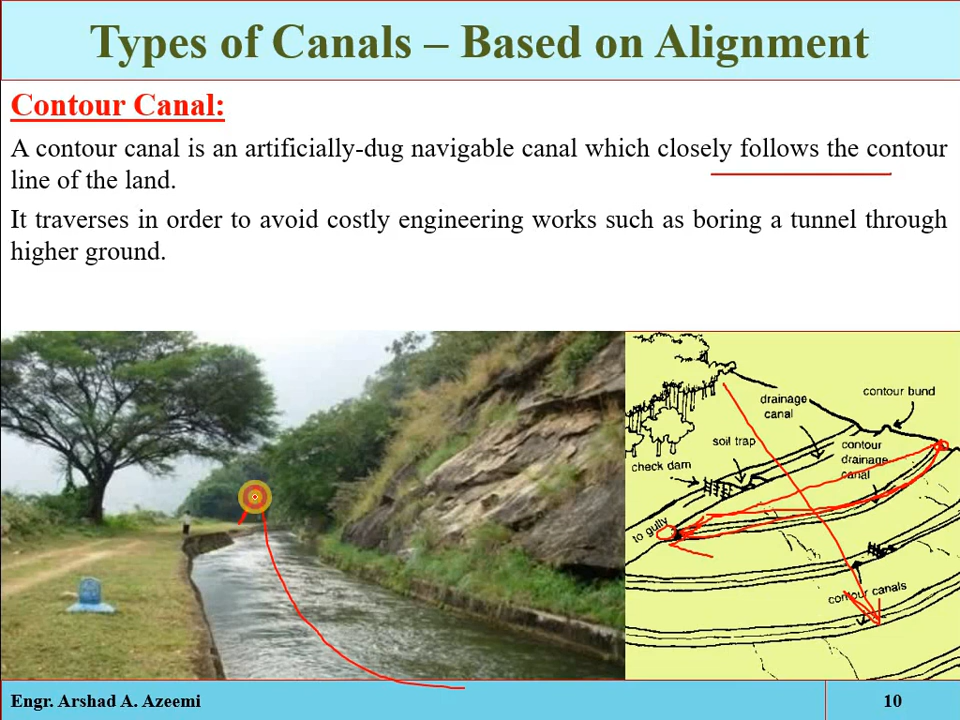 Types of Canals – Based on Alignment
Contour Canal:
A contour canal is an artificially-dug navigable canal which closely follows the contour
line of the land.
It traverses in order to avoid costly engineering works such as boring a tunnel through
higher ground.
drainage
canal
contour bund
soil trap
contour
drainage
canal
check dam
to gully
contour canals
Engr. Arshad A. Azeemi
10